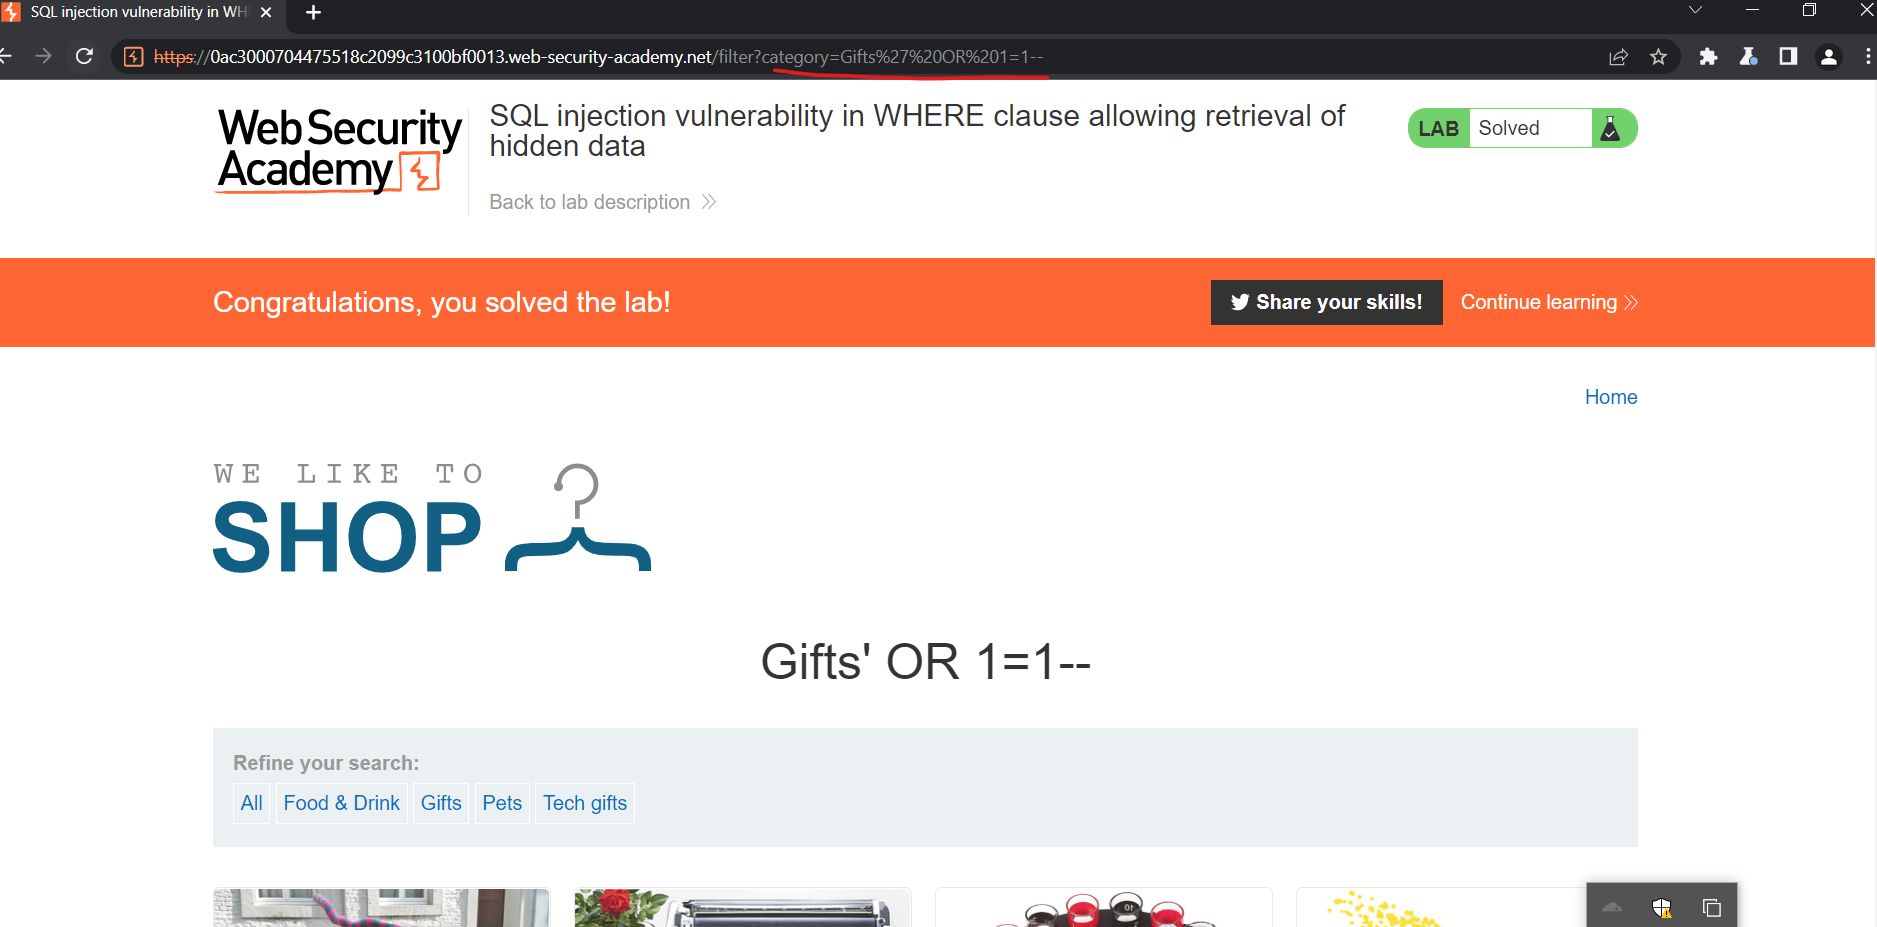 SQL injection vulnerability in WH
https://0ac3000704475518c2099c3100bf0013.web-security-academy.net/filter?category=Gifts%27%20OR%201=1--
Web Security
Academy
SQL injection vulnerability in WHERE clause allowing retrieval of
hidden data
Back to lab description
LAB Solved
Congratulations, you solved the lab!
Share your skills!
Continue learning
Home
WE LIKE TO
SHOP
Gifts' OR 1=1--
Refine your search:
All Food & Drink Gifts Pets Tech gifts